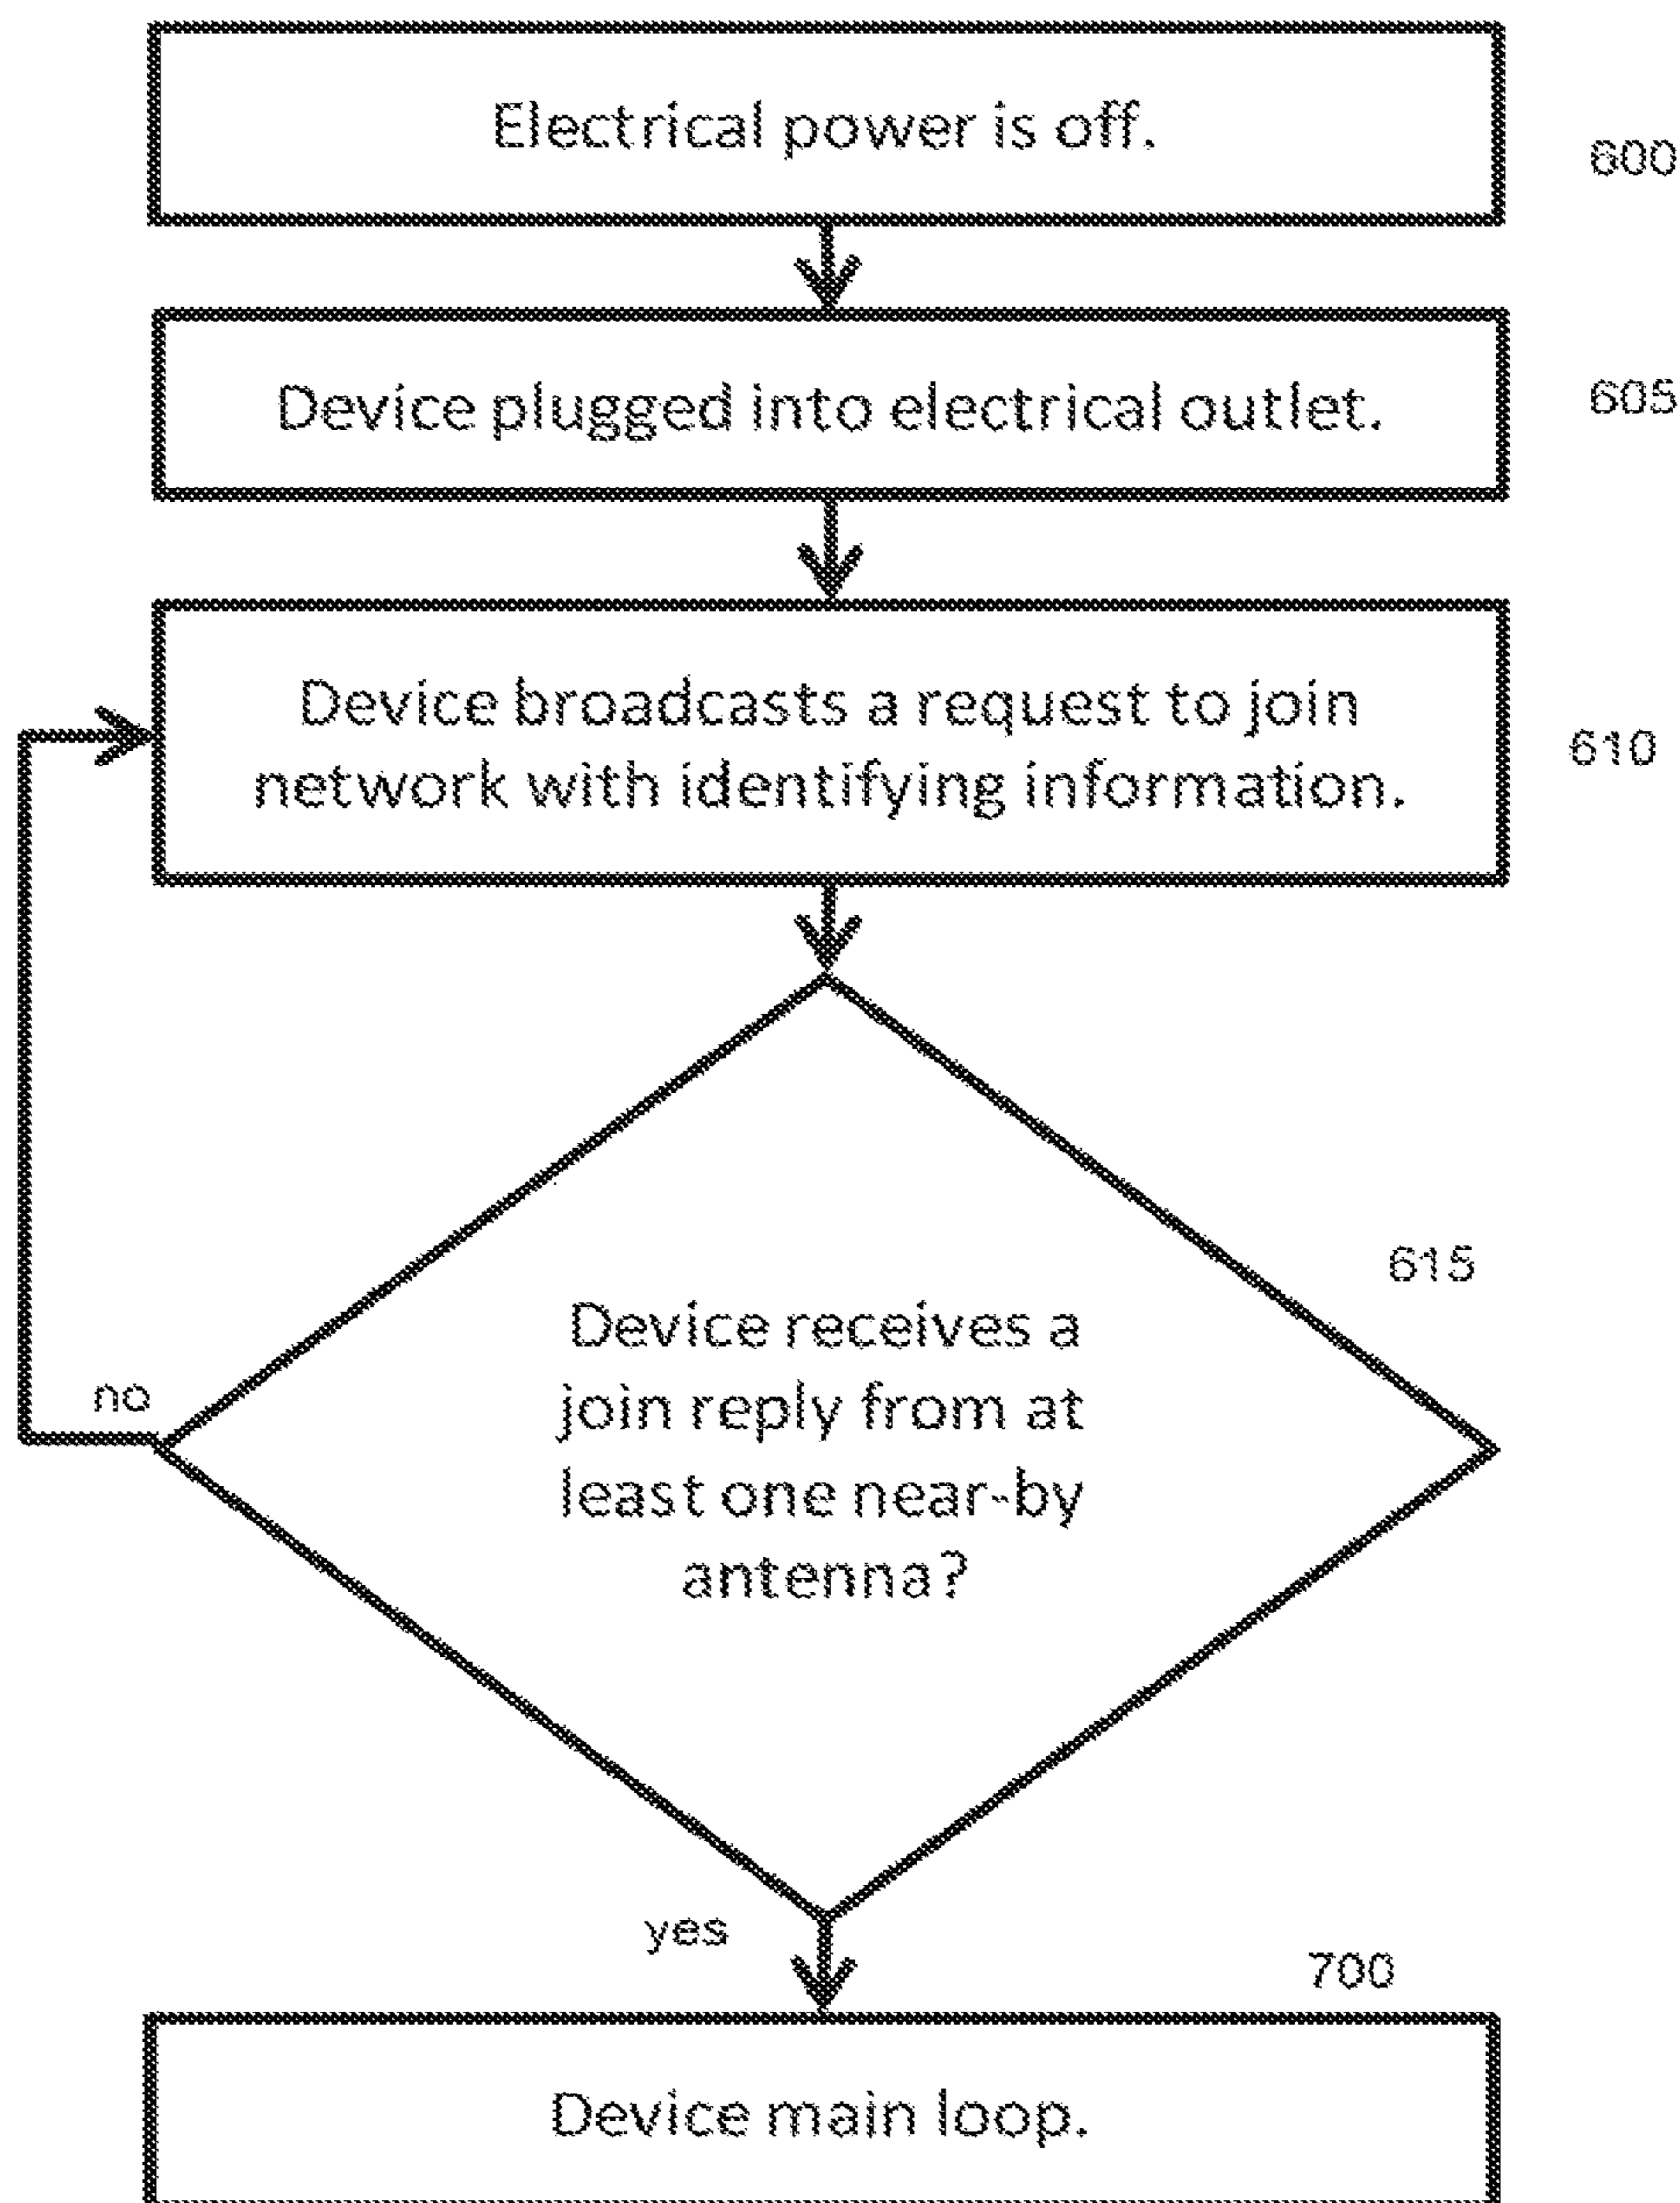 Electrical power is off.
600
Device plugged into electrical outlet.
605
Device broadcasts a request to join
network with identifying information.
610
615
Device receives a
join reply from at
least one near-by
antenna?
no
yes
700
Device main loop.